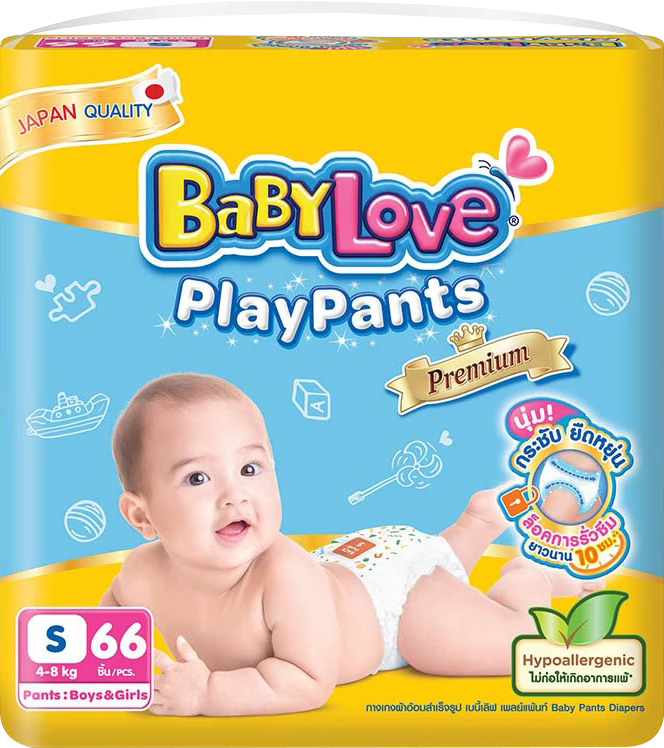 JAPAN QUALITY
BaBYLove®
PlayPants
Premium
นุ่ม!
กระชับ ยืดหยุ่น
ล็อคการรั่วซึม
ยาวนาน 10 ชม.*
S 66
4-8 kg ชิ้น/PCS.
Pants : Boys&Girls
Hypoallergenic
ไม่ก่อให้เกิดอาการแพ้*
กางเกงผ้าอ้อมสำเร็จรูป เบบี้เลิฟ เพลย์แพ้นท์ Baby Pants Diapers